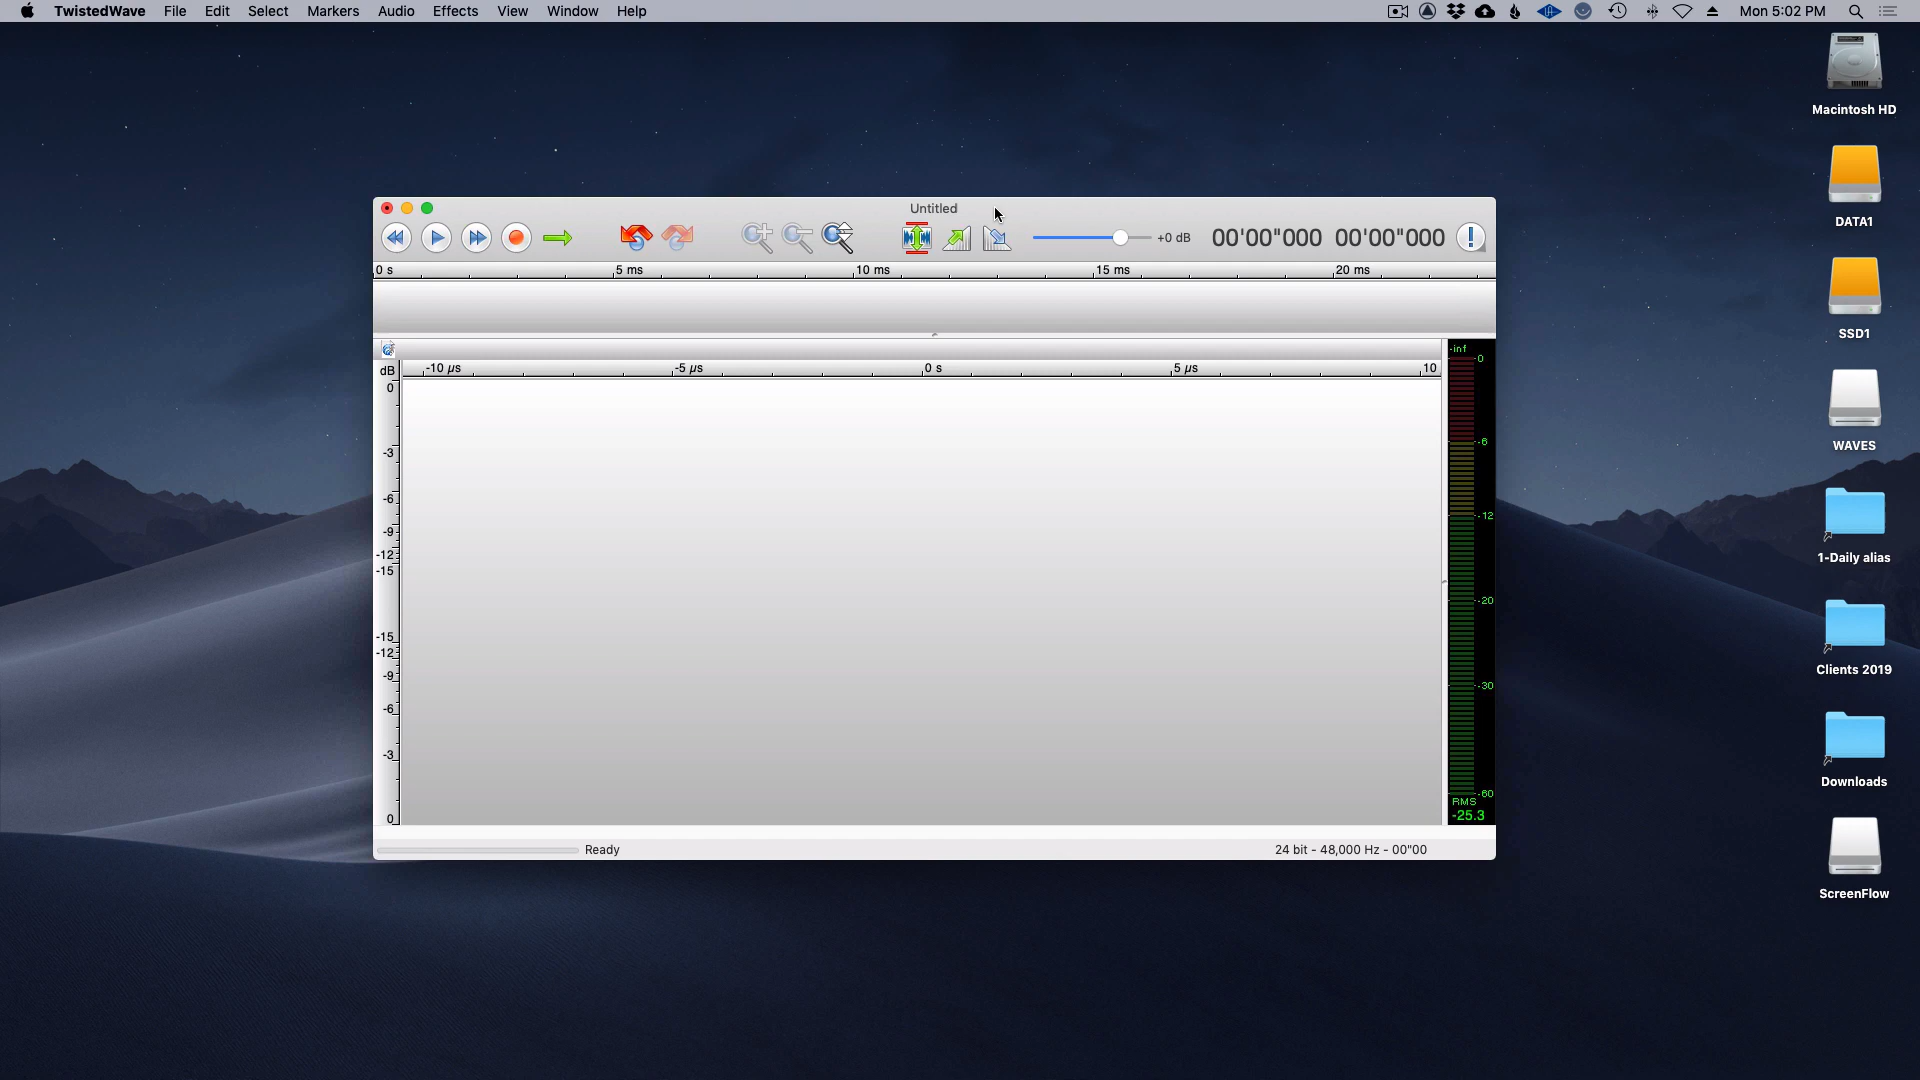 TwistedWave File Edit Select Markers Audio Effects View Window Help Mon 5:02 PM
Macintosh HD
DATA1
SSD1
WAVES
1-Daily alias
Clients 2019
Downloads
ScreenFlow
Untitled
+0 dB 00'00"000 00'00"000
0 s 5 ms 10 ms 15 ms 20 ms
dB -10 µs -5 µs 0 s 5 µs 10
0
-3
-6
-9
-12
-15
-15
-12
-9
-6
-3
0
-inf
0
-6
-12
-20
-30
-60
RMS
-25.3
Ready 24 bit - 48,000 Hz - 00"00